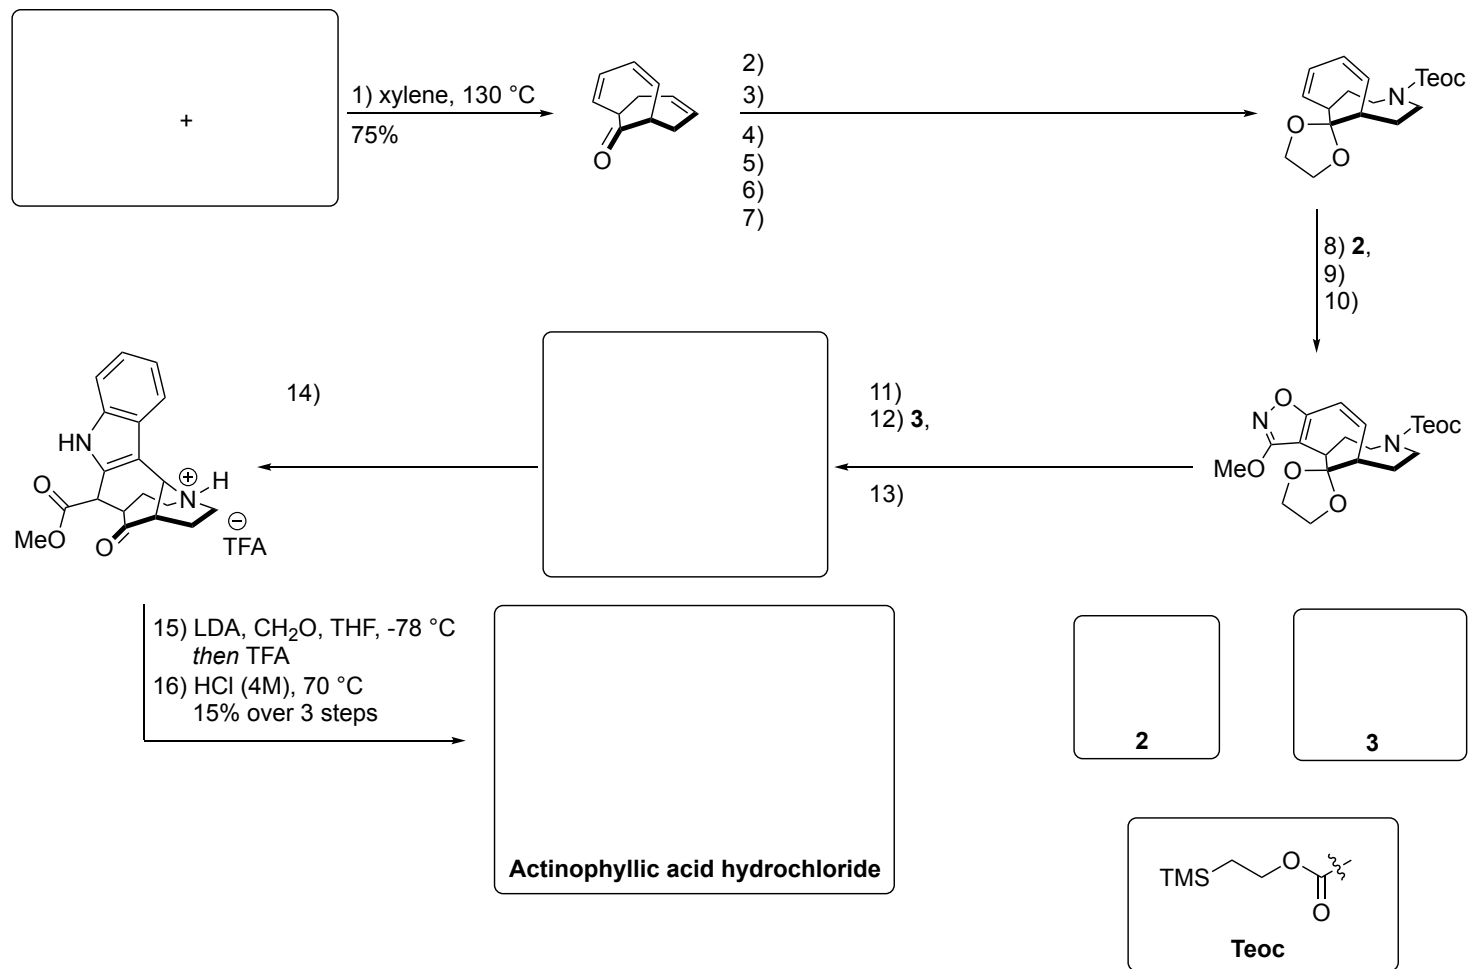 +
1) xylene, 130 °C
75%
O
2)
3)
4)
5)
6)
7)
N
Teoc
O
O
8) 2,
9)
10)
O
N
MeO
N
Teoc
O
O
11)
12) 3,
13)
14)
HN
O
MeO
O
⊕
N
H
⊖
TFA
15) LDA, CH2O, THF, -78 °C
then TFA
16) HCl (4M), 70 °C
15% over 3 steps
Actinophyllic acid hydrochloride
2
3
TMS
O
O
Teoc